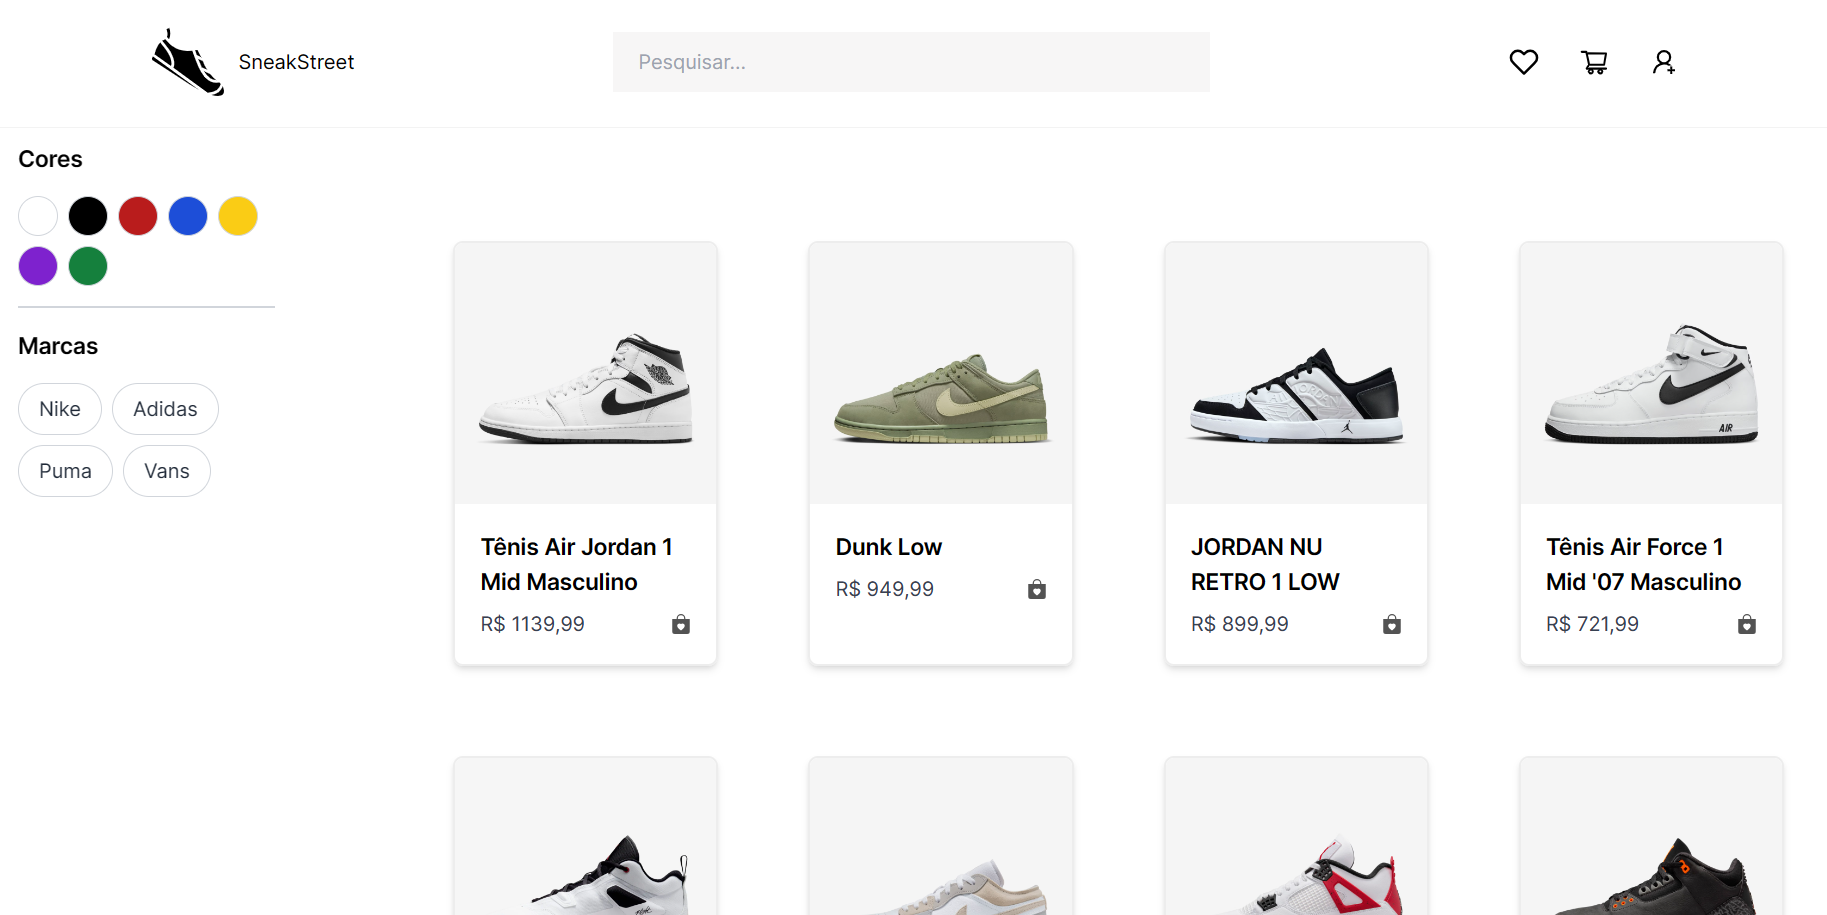 SneakStreet
Pesquisar...
Cores
Marcas
Nike
Adidas
Puma
Vans
Tênis Air Jordan 1
Mid Masculino
R$ 1139,99
Dunk Low
R$ 949,99
JORDAN NU
RETRO 1 LOW
R$ 899,99
AIR
Tênis Air Force 1
Mid '07 Masculino
R$ 721,99